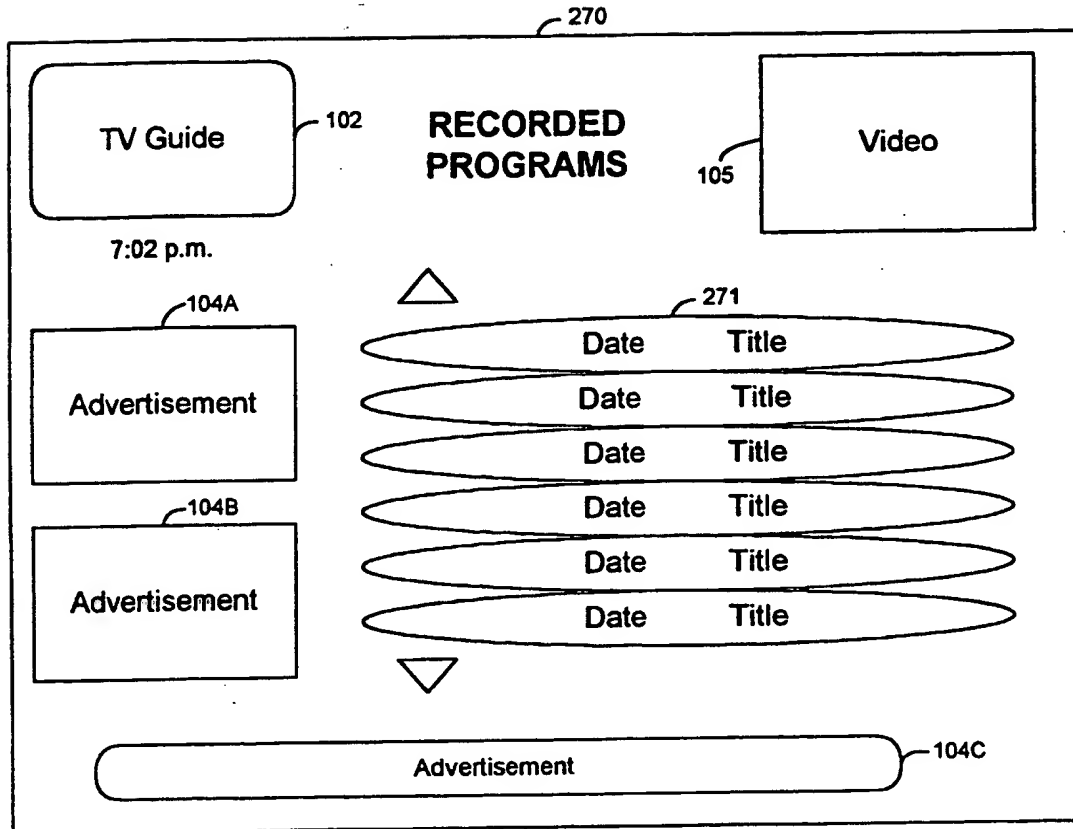 270
TV Guide
102
RECORDED
PROGRAMS
105
Video
7:02 p.m.
104A
Advertisement
271
Date Title
Date Title
Date Title
Date Title
Date Title
Date Title
104B
Advertisement
Advertisement
104C